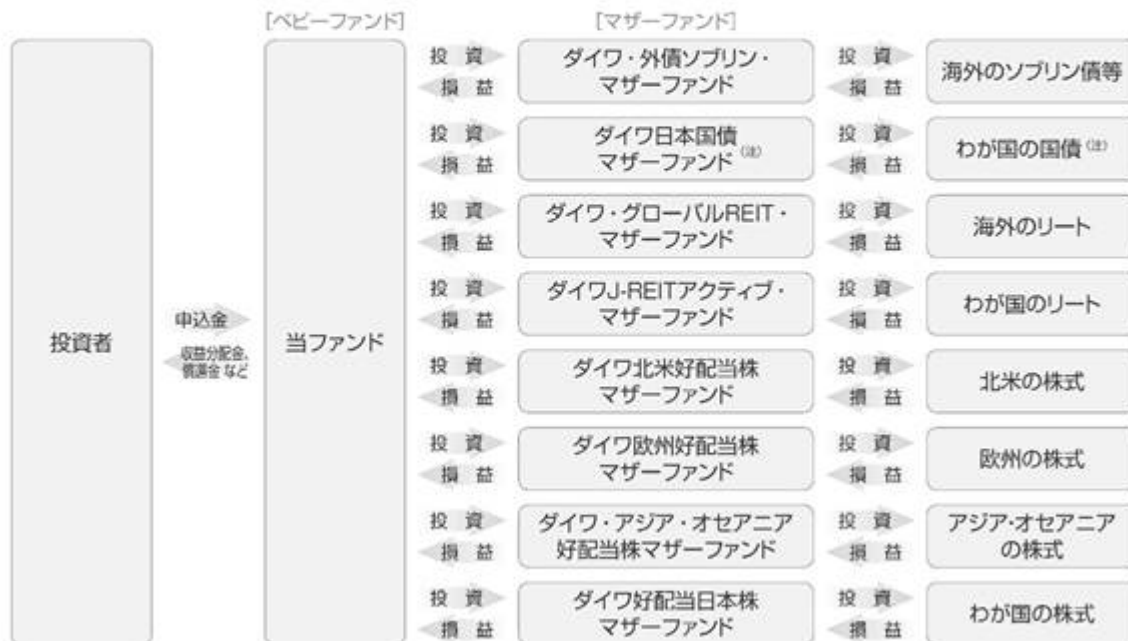 [ベビーファンド]
[マザーファンド]
投資者
申込金
収益分配金、
償還金 など
当ファンド
投 資
損 益
ダイワ・外債ソブリン・
マザーファンド
投 資
損 益
海外のソブリン債等
投 資
損 益
ダイワ日本国債
マザーファンド(注)
投 資
損 益
わが国の国債(注)
投 資
損 益
ダイワ・グローバルREIT・
マザーファンド
投 資
損 益
海外のリート
投 資
損 益
ダイワJ-REITアクティブ・
マザーファンド
投 資
損 益
わが国のリート
投 資
損 益
ダイワ北米好配当株
マザーファンド
投 資
損 益
北米の株式
投 資
損 益
ダイワ欧州好配当株
マザーファンド
投 資
損 益
欧州の株式
投 資
損 益
ダイワ・アジア・オセアニア
好配当株マザーファンド
投 資
損 益
アジア・オセアニア
の株式
投 資
損 益
ダイワ好配当日本株
マザーファンド
投 資
損 益
わが国の株式